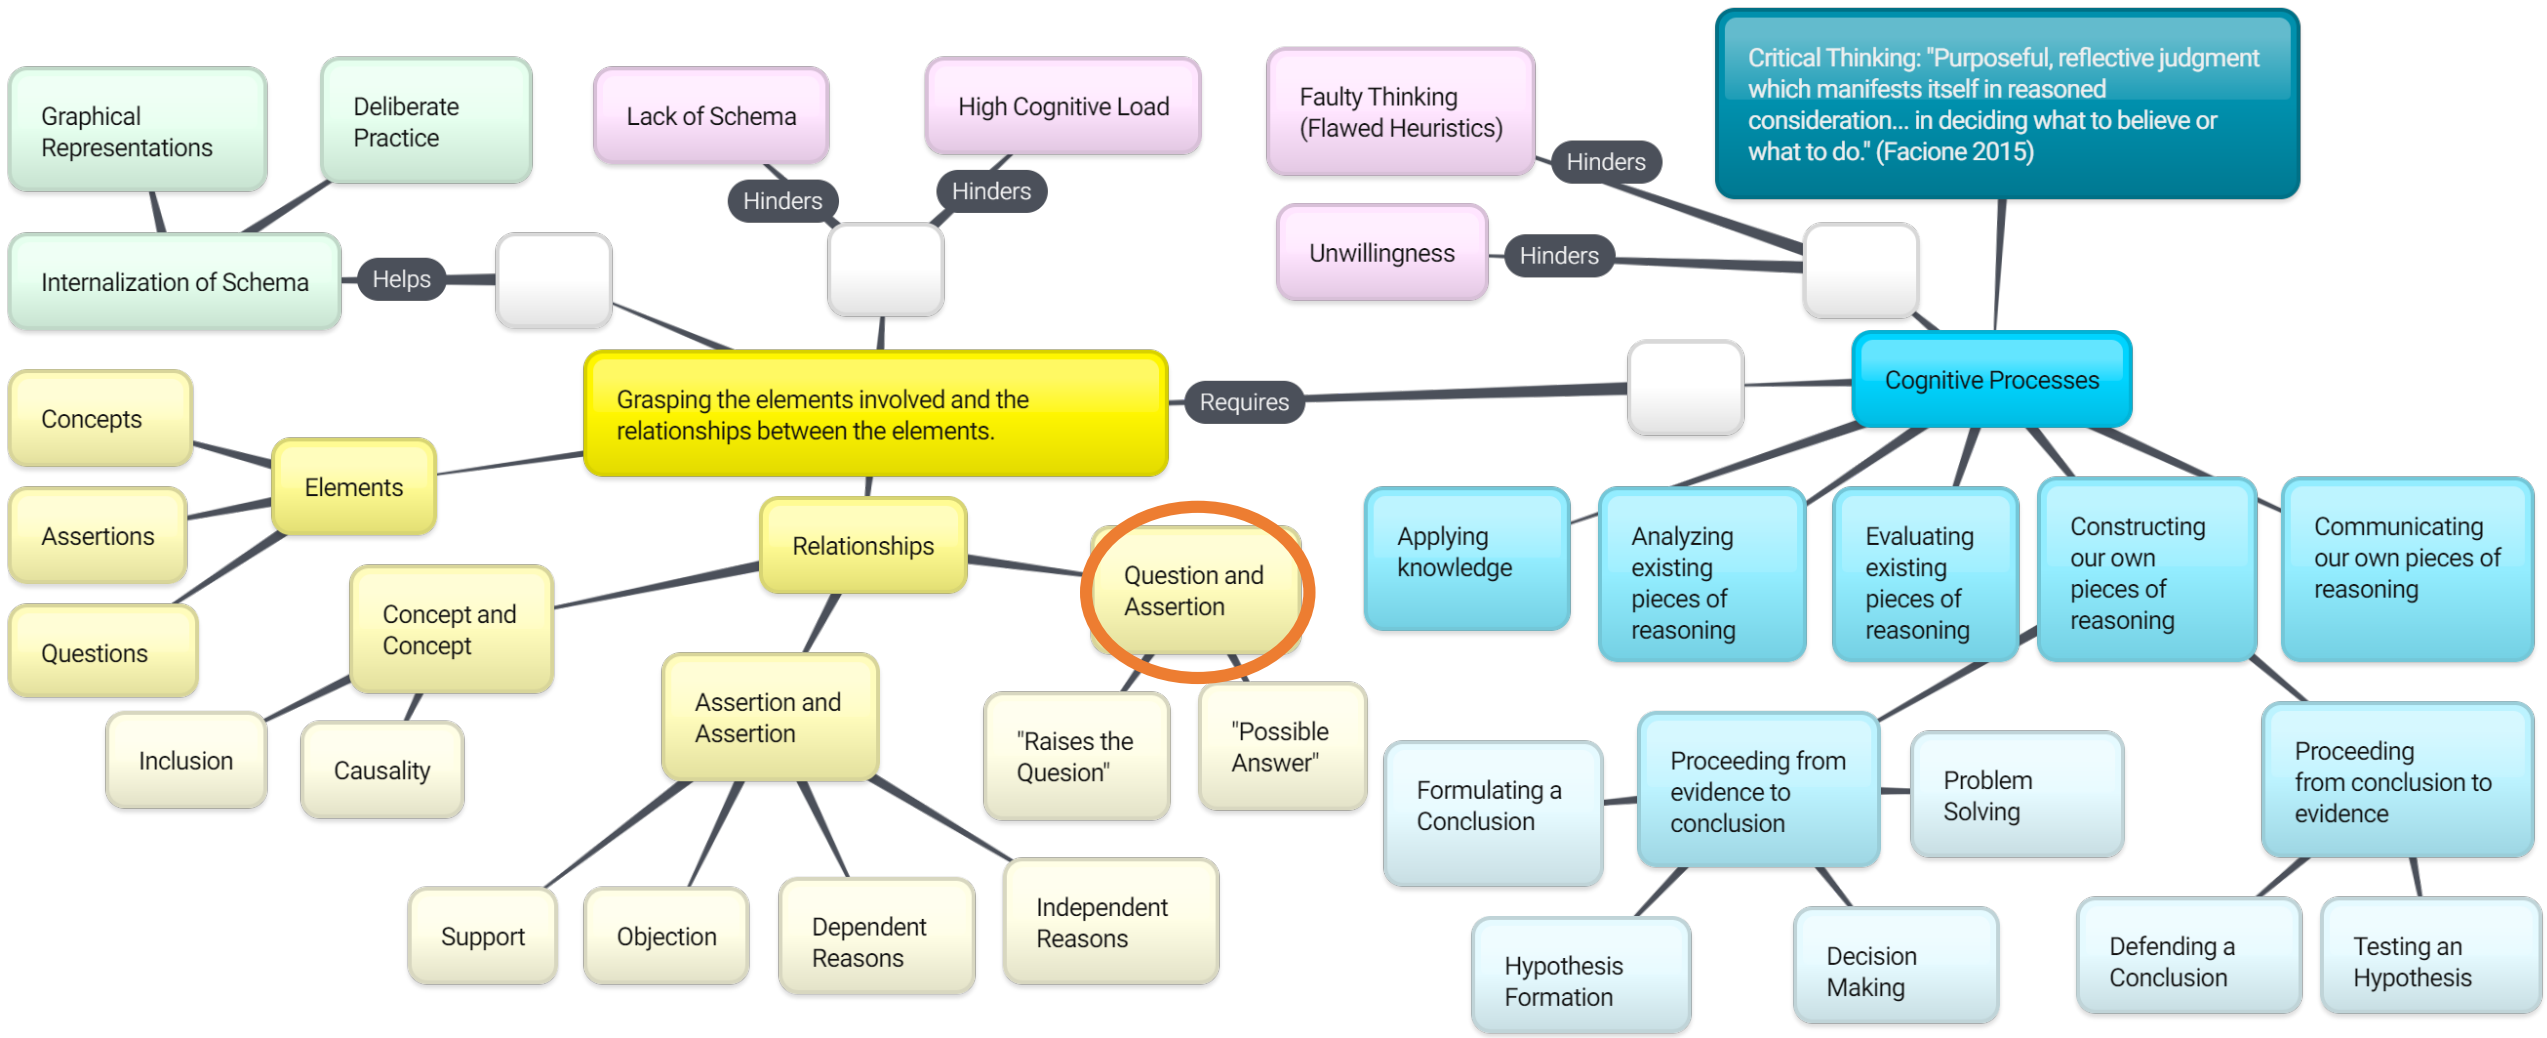 Graphical
Representations
Deliberate
Practice
Lack of Schema
High Cognitive Load
Faulty Thinking
(Flawed Heuristics)
Critical Thinking: "Purposeful, reflective judgment
which manifests itself in reasoned
consideration... in deciding what to believe or
what to do." (Facione 2015)
Hinders
Hinders
Hinders
Unwillingness
Hinders
Internalization of Schema
Helps
Grasping the elements involved and the
relationships between the elements.
Requires
Cognitive Processes
Concepts
Assertions
Questions
Elements
Relationships
Concept and
Concept
Inclusion
Causality
Assertion and
Assertion
Question and
Assertion
"Raises the
Quesion"
"Possible
Answer"
Support
Objection
Dependent
Reasons
Independent
Reasons
Applying
knowledge
Analyzing
existing
pieces of
reasoning
Evaluating
existing
pieces of
reasoning
Constructing
our own
pieces of
reasoning
Communicating
our own pieces of
reasoning
Formulating a
Conclusion
Proceeding from
evidence to
conclusion
Problem
Solving
Proceeding
from conclusion to
evidence
Hypothesis
Formation
Decision
Making
Defending a
Conclusion
Testing an
Hypothesis